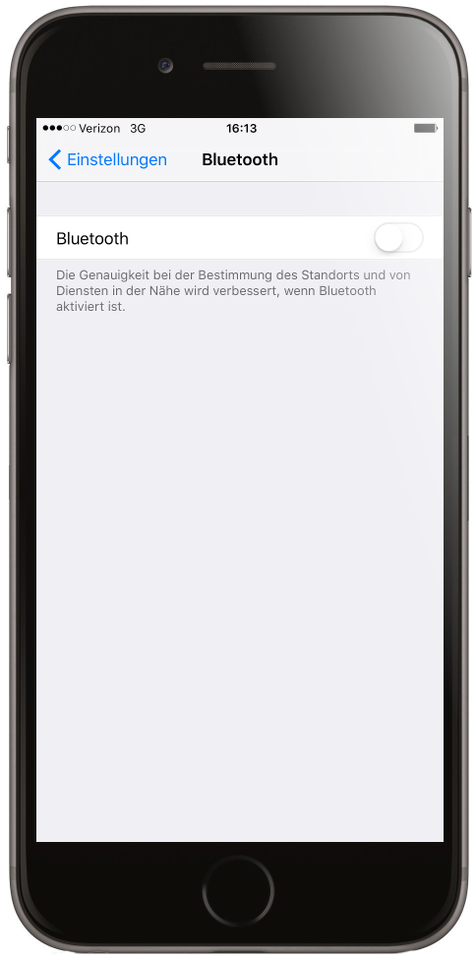 Verizon 3G 16:13
Einstellungen Bluetooth
Bluetooth
Die Genauigkeit bei der Bestimmung des Standorts und von
Diensten in der Nähe wird verbessert, wenn Bluetooth
aktiviert ist.